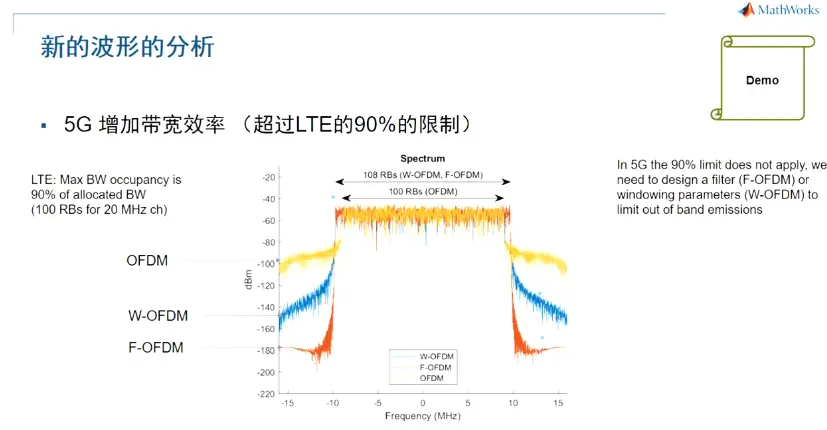 MathWorks
新的波形的分析
Demo
▪ 5G 增加带宽效率 （超过LTE的90%的限制）
LTE: Max BW occupancy is
90% of allocated BW
(100 RBs for 20 MHz ch)
OFDM
W-OFDM
F-OFDM
Spectrum
108 RBs (W-OFDM, F-OFDM)
100 RBs (OFDM)
-20
-40
-60
-80
-100
-120
-140
-160
-180
-200
-220
dBm
W-OFDM
F-OFDM
OFDM
-15 -10 -5 0 5 10 15
Frequency (MHz)
In 5G the 90% limit does not apply, we
need to design a filter (F-OFDM) or
windowing parameters (W-OFDM) to
limit out of band emissions